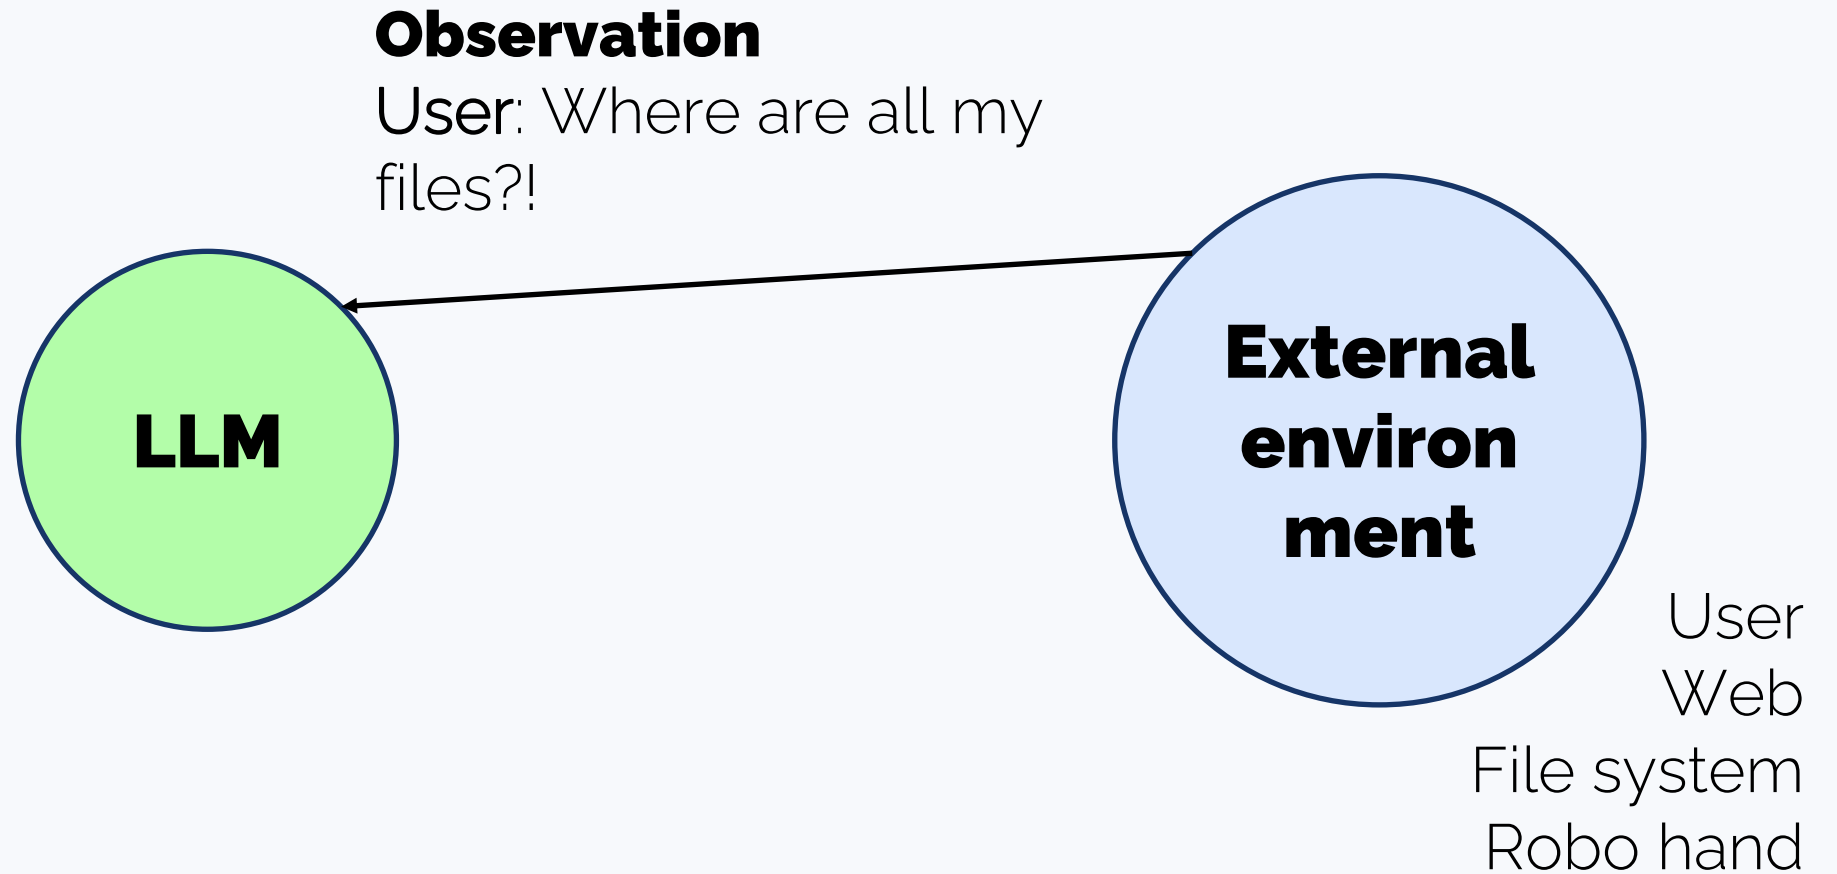 Observation
User: Where are all my
files?!
LLM
External
environ
ment
User
Web
File system
Robo hand